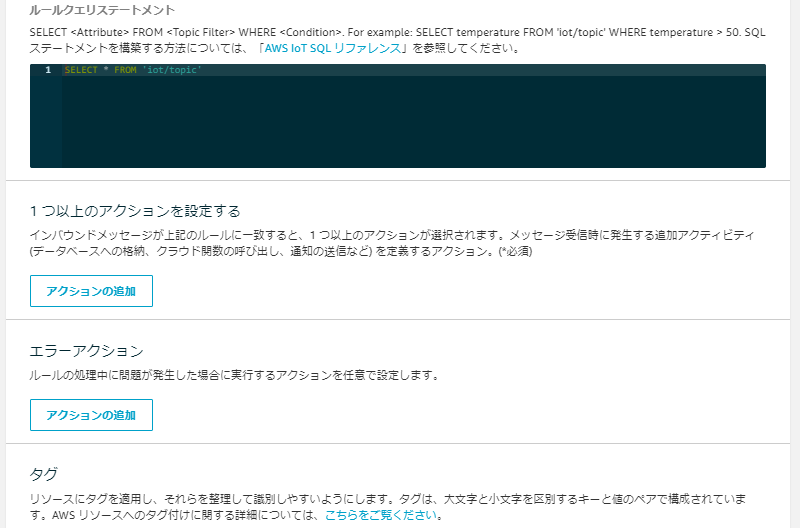 ルールクエリステートメント
SELECT <Attribute> FROM <Topic Filter> WHERE <Condition>. For example: SELECT temperature FROM 'iot/topic' WHERE temperature > 50. SQL
ステートメントを構築する方法については、「AWS IoT SQL リファレンス」を参照してください。
1 SELECT * FROM 'iot/topic'
1 つ以上のアクションを設定する
インバウンドメッセージが上記のルールに一致すると、1 つ以上のアクションが選択されます。メッセージ受信時に発生する追加アクティビティ
(データベースへの格納、クラウド関数の呼び出し、通知の送信など) を定義するアクション。(*必須)
アクションの追加
エラーアクション
ルールの処理中に問題が発生した場合に実行するアクションを任意で設定します。
アクションの追加
タグ
リソースにタグを適用し、それらを整理して識別しやすいようにします。タグは、大文字と小文字を区別するキーと値のペアで構成されていま
す。AWS リソースへのタグ付けに関する詳細については、こちらをご覧ください。